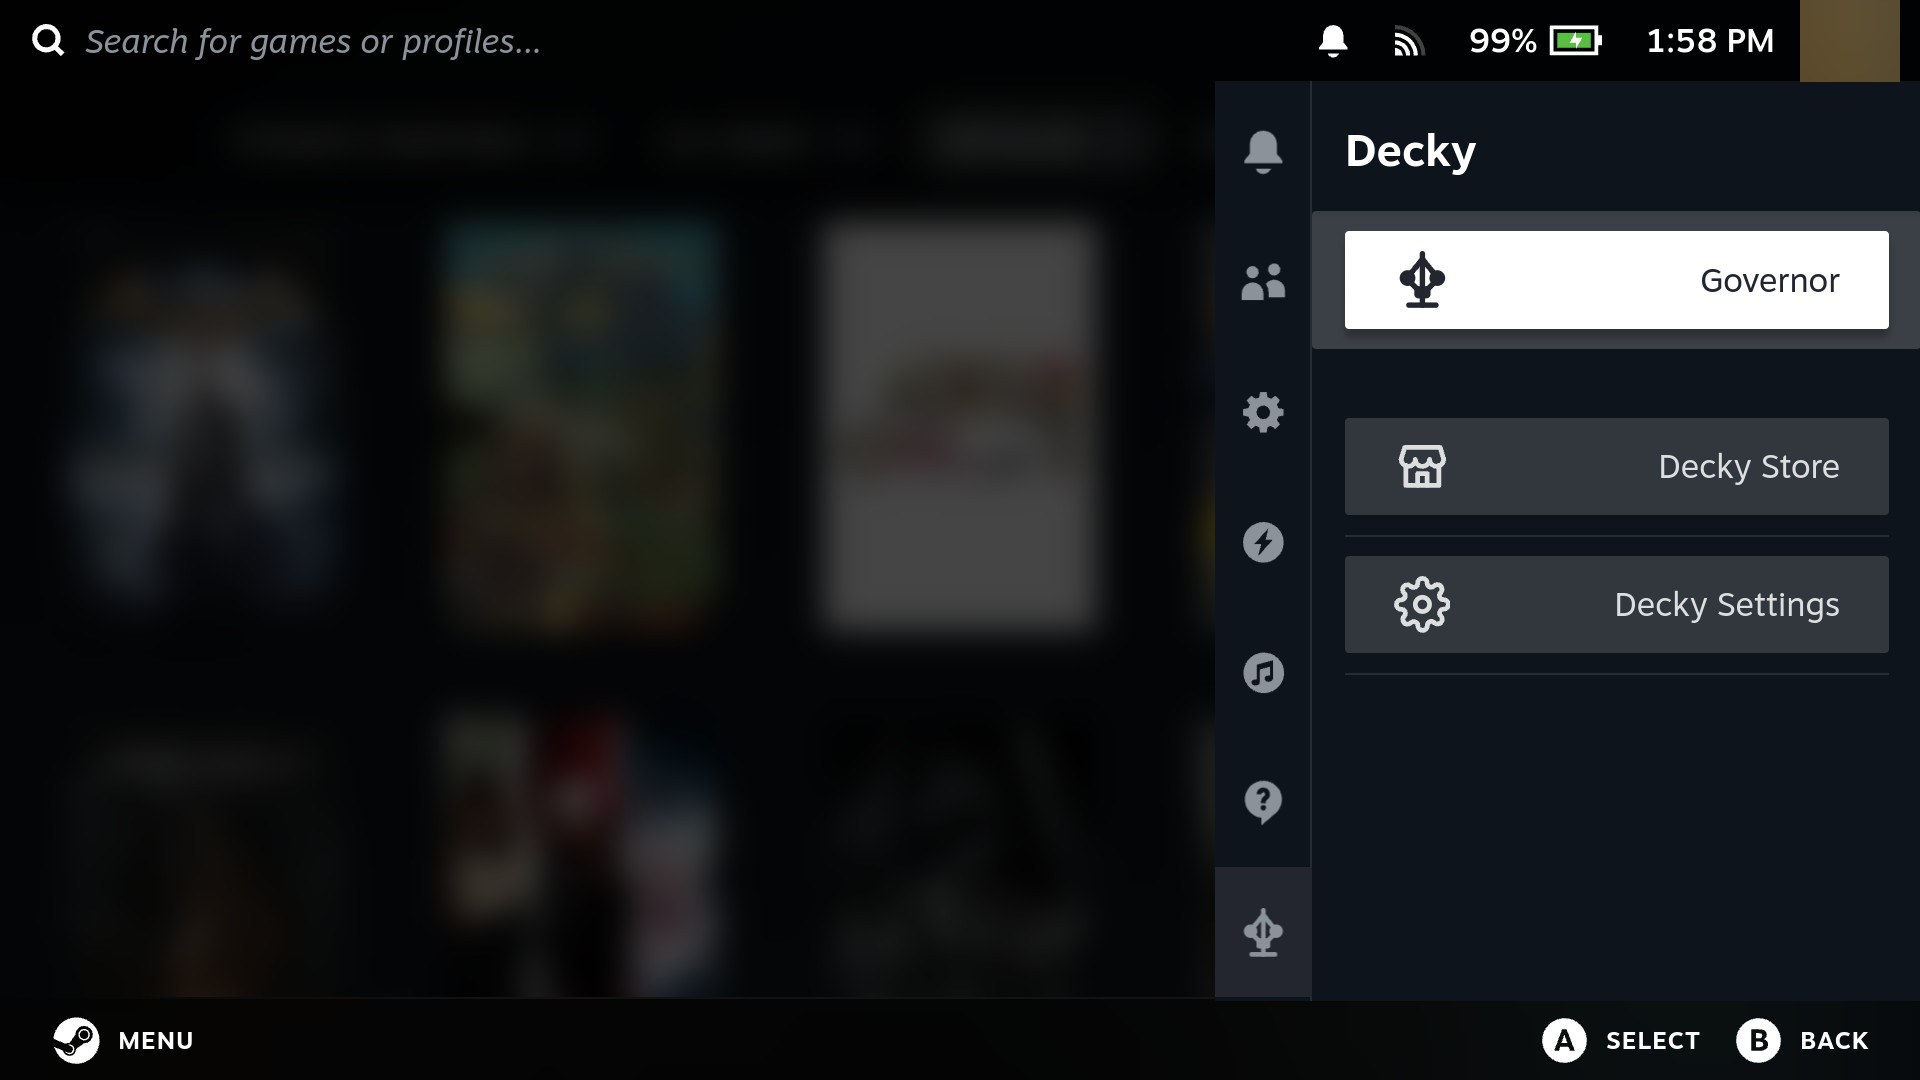 Search for games or profiles...
99%
1:58 PM
Decky
Governor
Decky Store
Decky Settings
MENU
A SELECT
B BACK